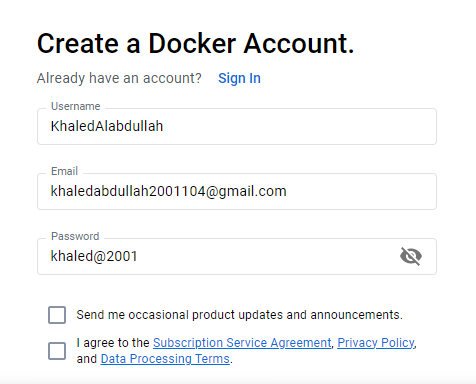 Create a Docker Account.
Already have an account? Sign In
Username
KhaledAlabdullah
Email
khaledabdullah2001104@gmail.com
Password
khaled@2001
Send me occasional product updates and announcements.
I agree to the Subscription Service Agreement, Privacy Policy,
and Data Processing Terms.